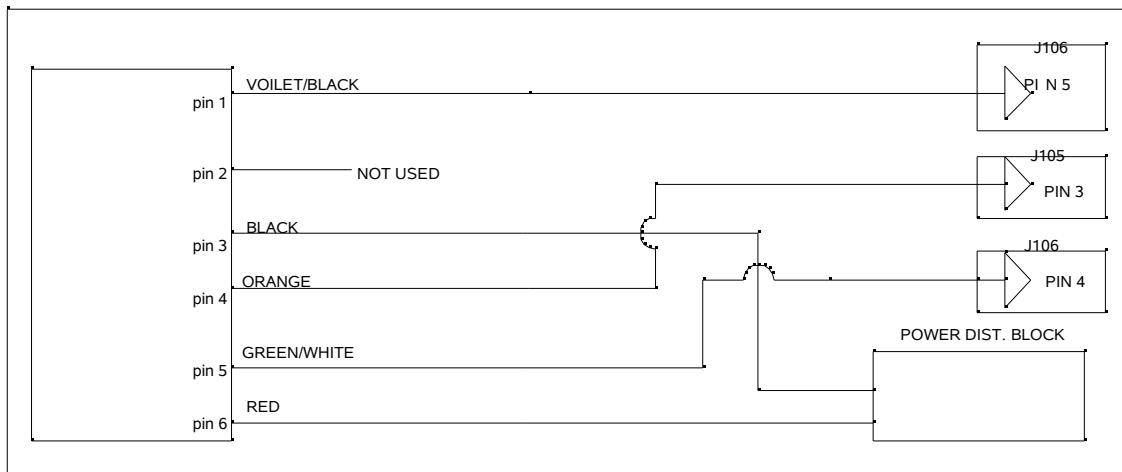 J106
VOILET/BLACK
PI N 5
pin 1
J105
pin 2
NOT USED
PIN 3
BLACK
pin 3
J106
ORANGE
PIN 4
pin 4
POWER DIST. BLOCK
GREEN/WHITE
pin 5
RED
pin 6